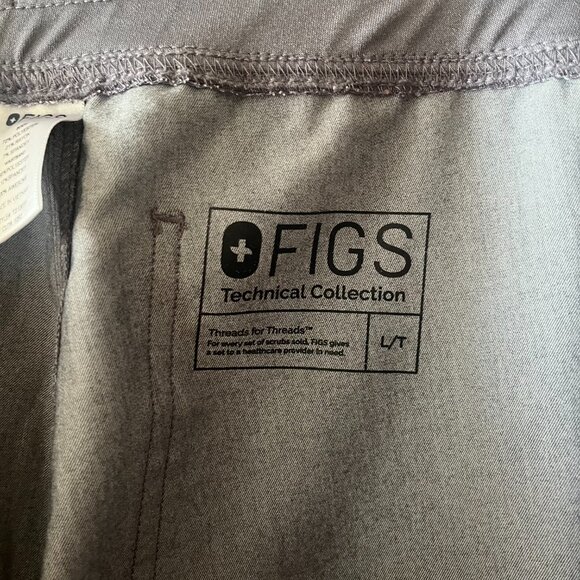 FIGS
Technical Collection
Threads for Threads™
For every set of scrubs sold, FIGS gives
a set to a healthcare provider in need.
L/T
FIGS